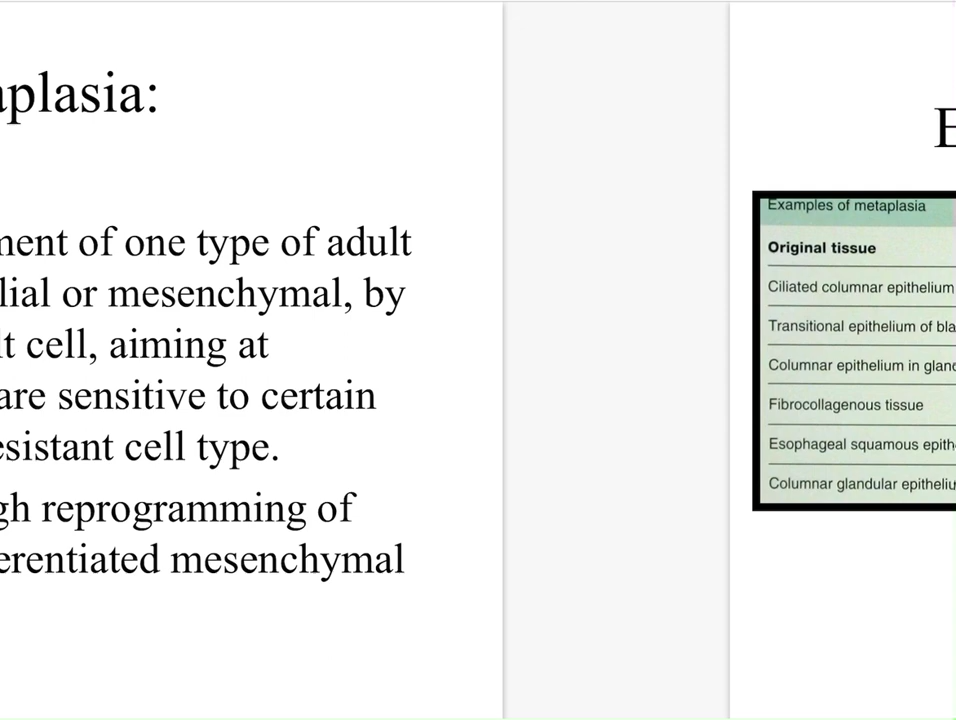 aplasia:
ment of one type of adult
lial or mesenchymal, by
lt cell, aiming at
are sensitive to certain
esistant cell type.
gh reprogramming of
erentiated mesenchymal
E
Examples of metaplasia
Original tissue
Ciliated columnar epithelium
Transitional epithelium of bla
Columnar epithelium in gland
Fibrocollagenous tissue
Esophageal squamous epith
Columnar glandular epitheliu